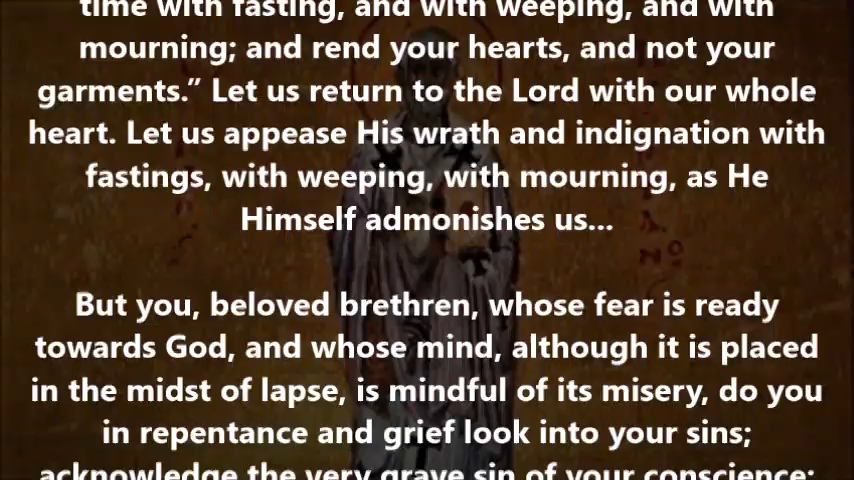 time with fasting, and with weeping, and with
mourning; and rend your hearts, and not your
garments.” Let us return to the Lord with our whole
heart. Let us appease His wrath and indignation with
fastings, with weeping, with mourning, as He
Himself admonishes us...
But you, beloved brethren, whose fear is ready
towards God, and whose mind, although it is placed
in the midst of lapse, is mindful of its misery, do you
in repentance and grief look into your sins;
acknowledge the very grave sin of your conscience;